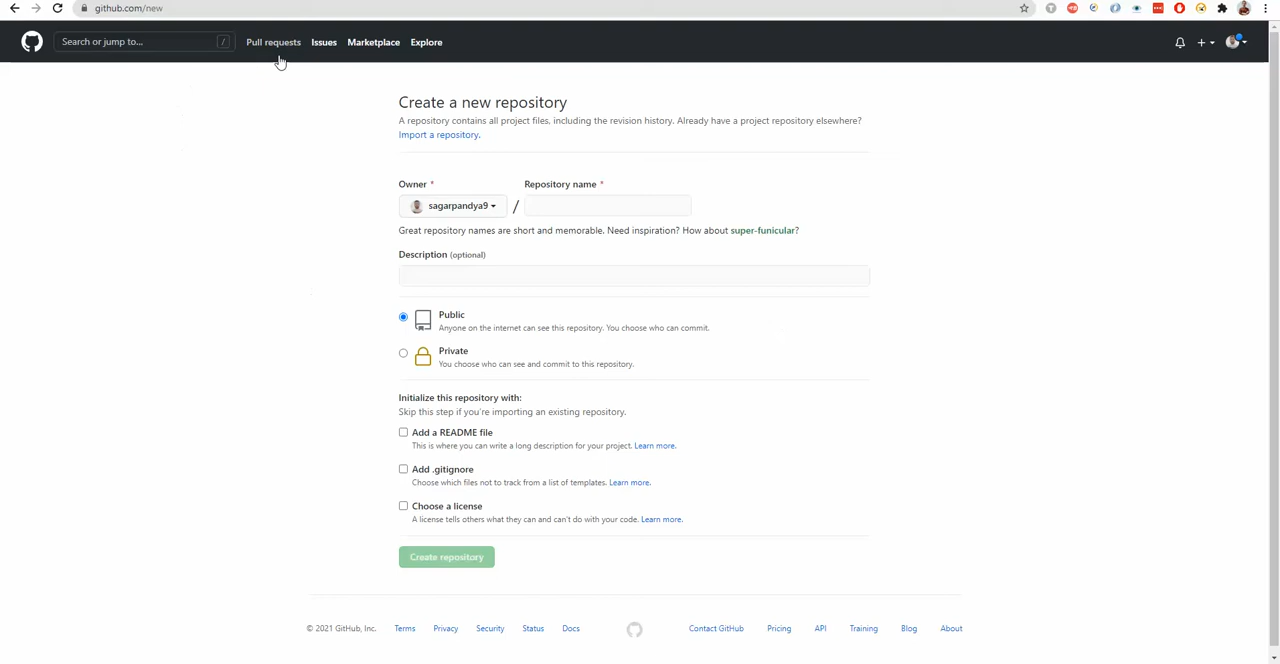 github.com/new
Search or jump to... /
Pull requests Issues Marketplace Explore
Create a new repository
A repository contains all project files, including the revision history. Already have a project repository elsewhere?
Import a repository.
Owner * Repository name *
sagarpandya9 /
Great repository names are short and memorable. Need inspiration? How about super-funicular?
Description (optional)
Public
Anyone on the internet can see this repository. You choose who can commit.
Private
You choose who can see and commit to this repository.
Initialize this repository with:
Skip this step if you're importing an existing repository.
Add a README file
This is where you can write a long description for your project. Learn more.
Add .gitignore
Choose which files not to track from a list of templates. Learn more.
Choose a license
A license tells others what they can and can't do with your code. Learn more.
Create repository
© 2021 GitHub, Inc. Terms Privacy Security Status Docs Contact GitHub Pricing API Training Blog About